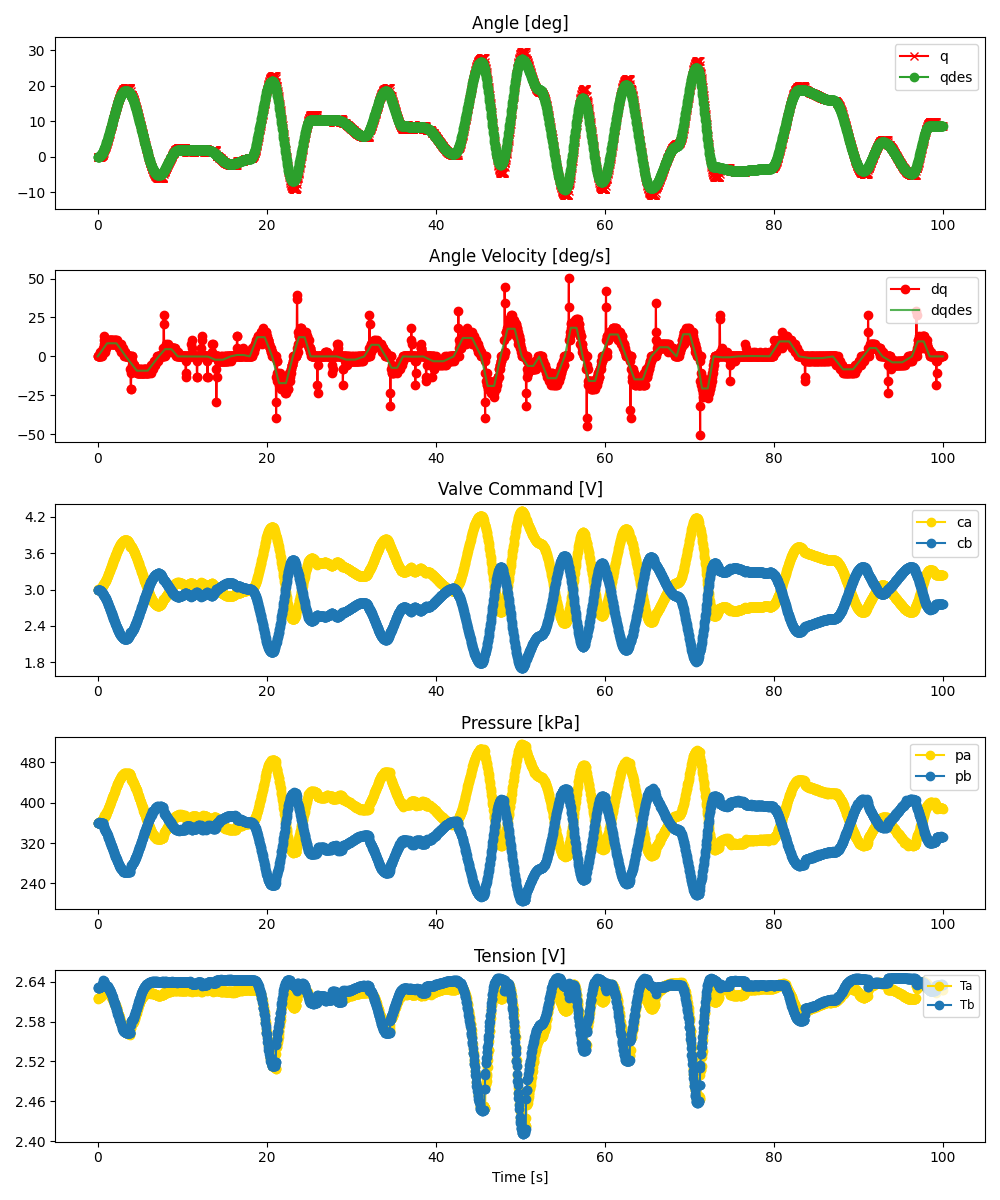 Angle [deg]
30
20
10
0
−10
q
qdes
0 20 40 60 80 100
Angle Velocity [deg/s]
50
25
0
−25
−50
dq
dqdes
0 20 40 60 80 100
Valve Command [V]
4.2
3.6
3.0
2.4
1.8
ca
cb
0 20 40 60 80 100
Pressure [kPa]
480
400
320
240
pa
pb
0 20 40 60 80 100
Tension [V]
2.64
2.58
2.52
2.46
2.40
Ta
Tb
0 20 40 60 80 100
Time [s]